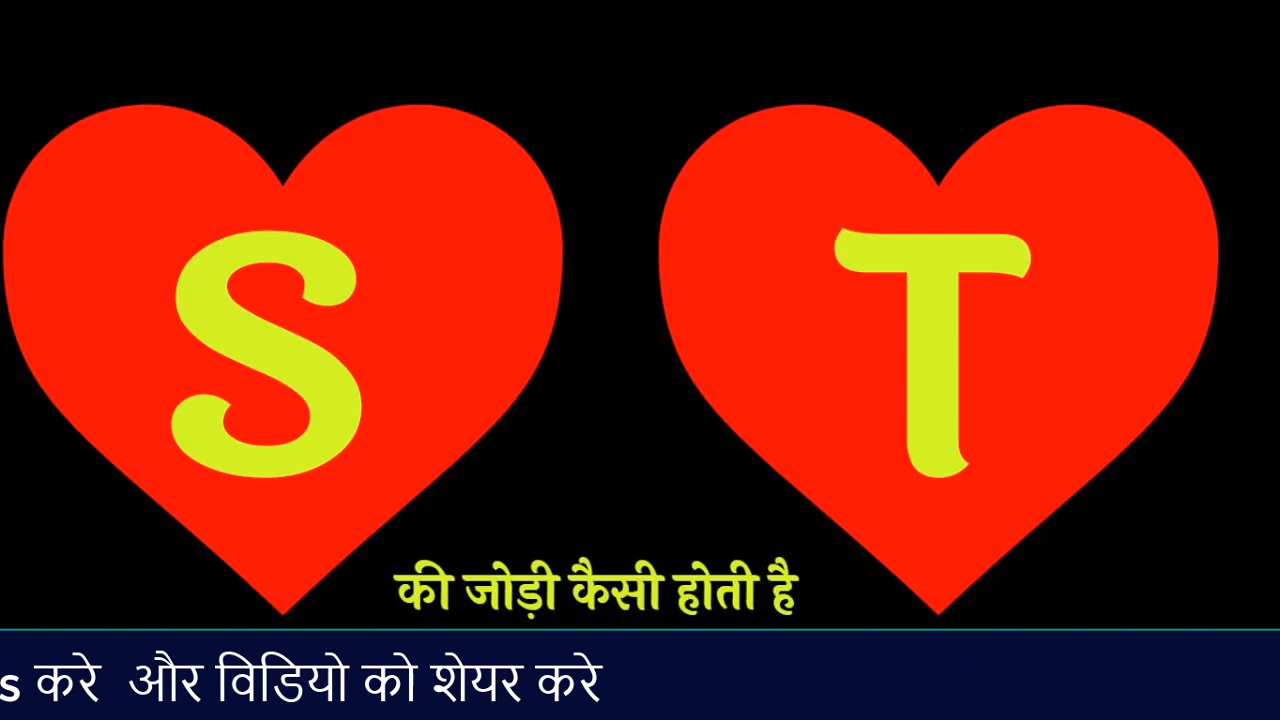 S T
की जोड़ी कैसी होती है
s करे और विडियो को शेयर करे